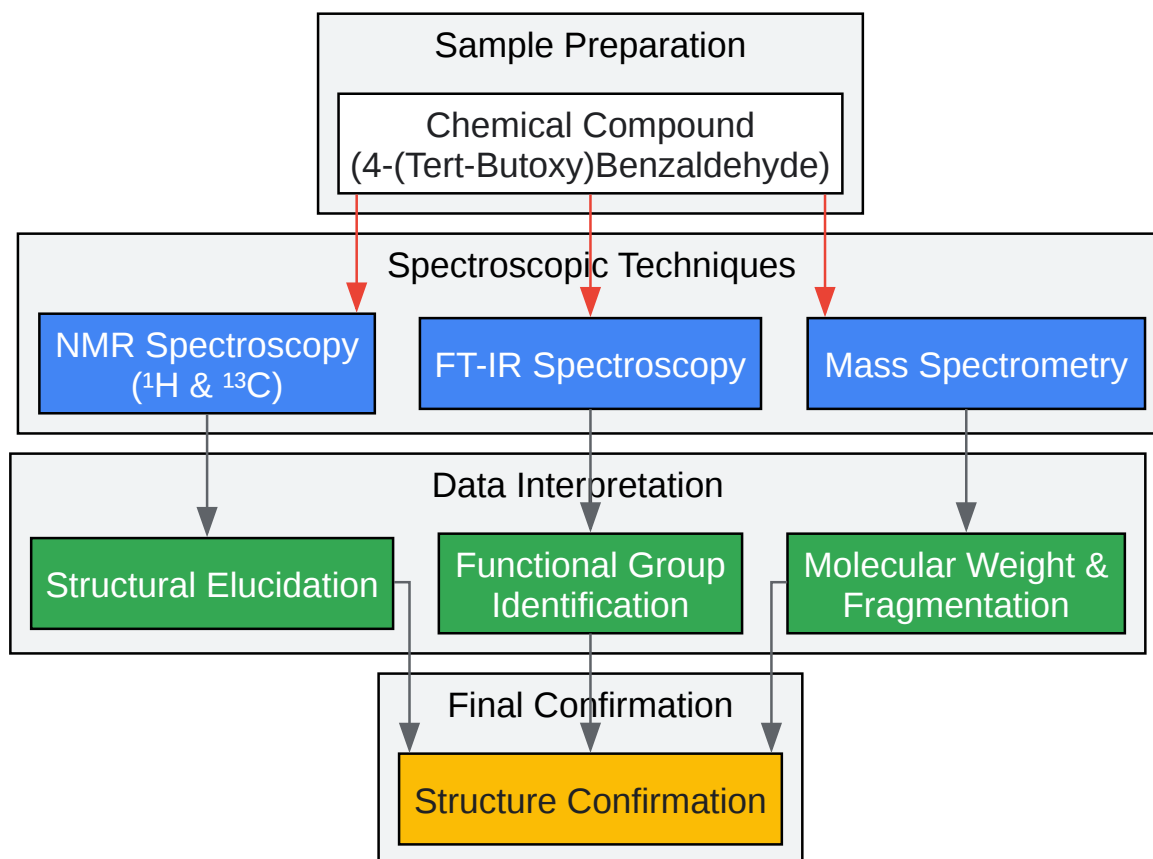 Sample Preparation
Chemical Compound
(4-(Tert-Butoxy)Benzaldehyde)
Spectroscopic Techniques
NMR Spectroscopy
(¹H & ¹³C)
FT-IR Spectroscopy
Mass Spectrometry
Data Interpretation
Structural Elucidation
Functional Group
Identification
Molecular Weight &
Fragmentation
Final Confirmation
Structure Confirmation